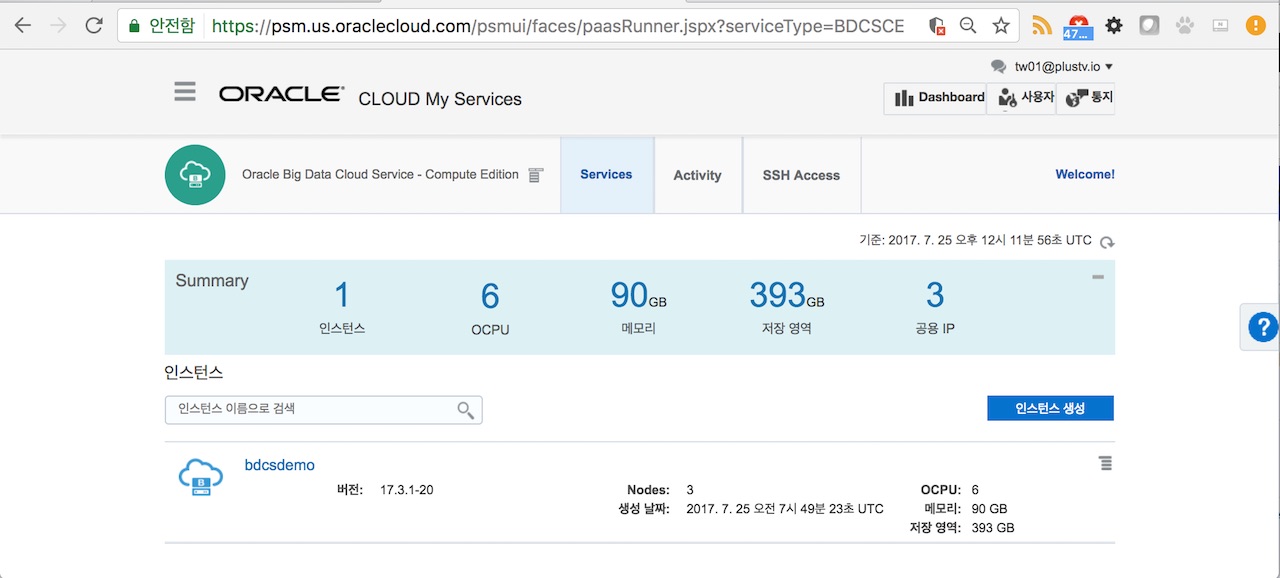 안전함 https://psm.us.oraclecloud.com/psmui/faces/paasRunner.jspx?serviceType=BDCSCE
47...
tw01@plustv.io
ORACLE CLOUD My Services
Dashboard 사용자 통지
Oracle Big Data Cloud Service - Compute Edition
Services Activity SSH Access
Welcome!
기준: 2017. 7. 25 오후 12시 11분 56초 UTC
Summary
1 6 90GB 393GB 3
인스턴스 OCPU 메모리 저장 영역 공용 IP
?
인스턴스
인스턴스 이름으로 검색
인스턴스 생성
B
bdcsdemo
버전: 17.3.1-20 Nodes: 3 OCPU: 6
생성 날짜: 2017. 7. 25 오전 7시 49분 23초 UTC 메모리: 90 GB
저장 영역: 393 GB